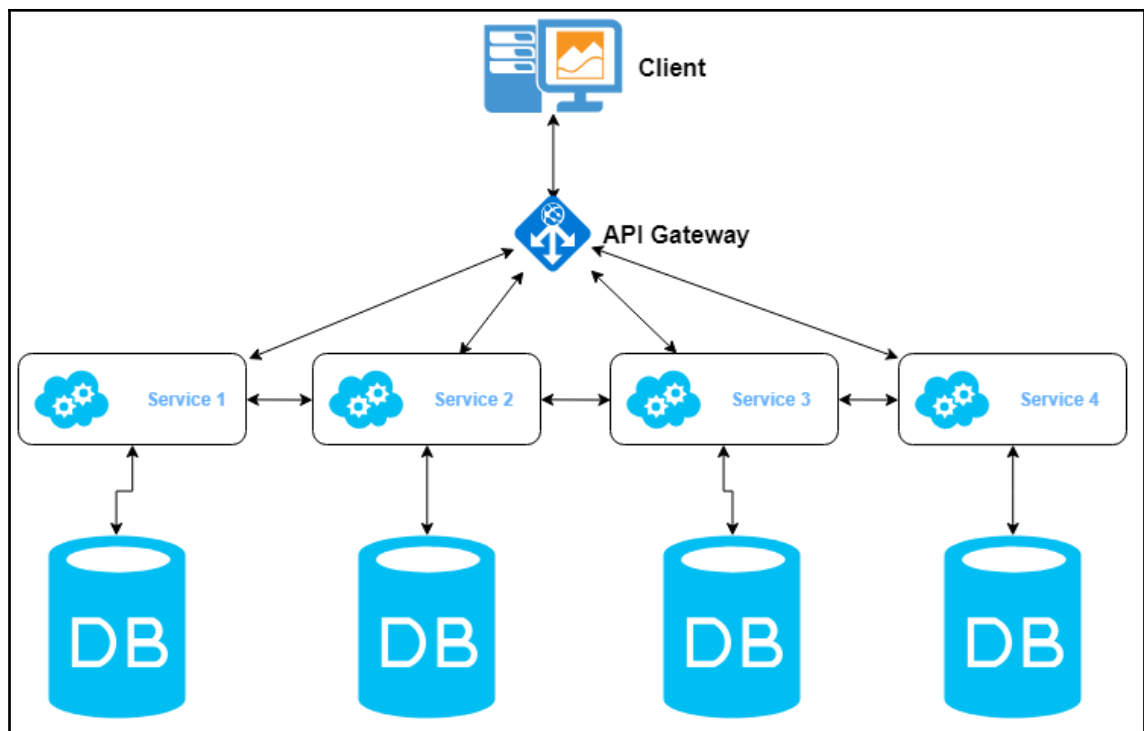 Client
API Gateway
Service 1
Service 2
Service 3
Service 4
DB
DB
DB
DB